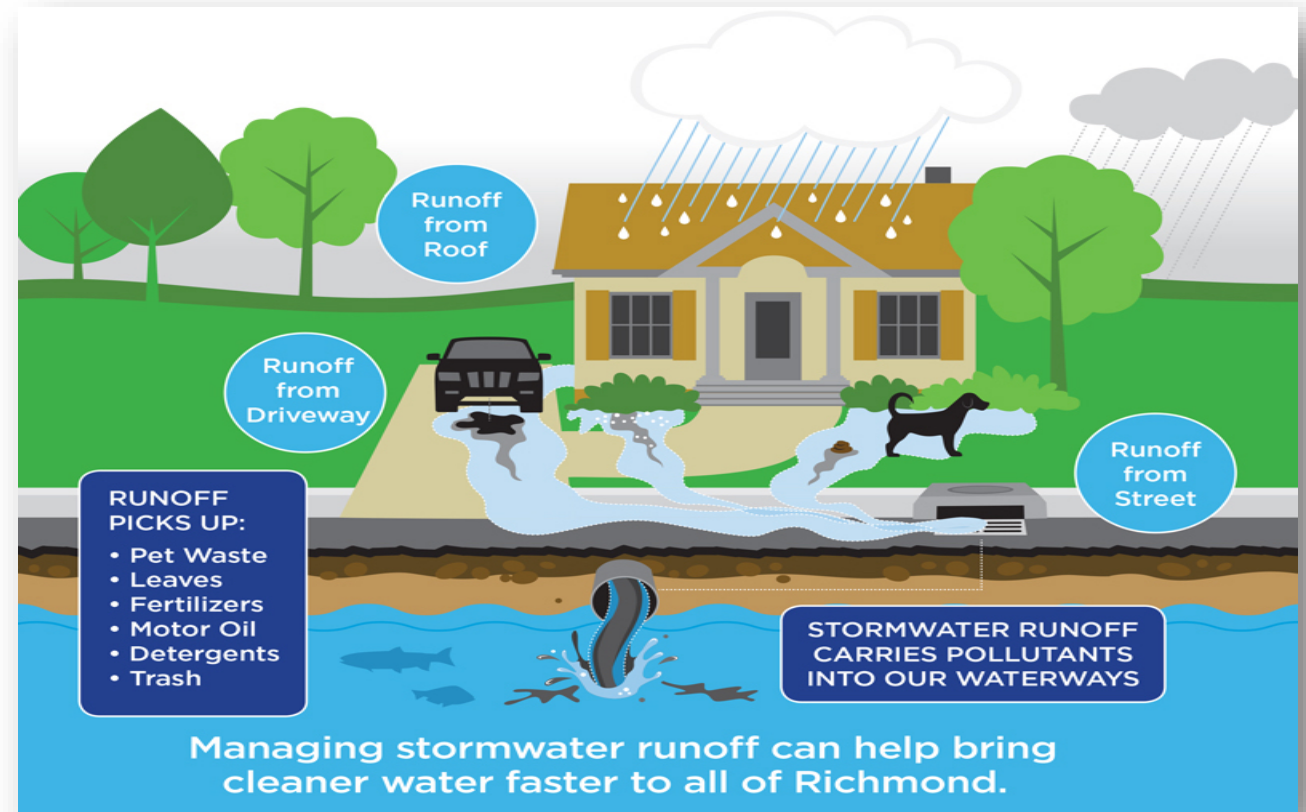 Runoff
from
Roof
Runoff
from
Driveway
Runoff
from
Street
RUNOFF
PICKS UP:
• Pet Waste
• Leaves
• Fertilizers
• Motor Oil
• Detergents
• Trash
STORMWATER RUNOFF
CARRIES POLLUTANTS
INTO OUR WATERWAYS
Managing stormwater runoff can help bring
cleaner water faster to all of Richmond.